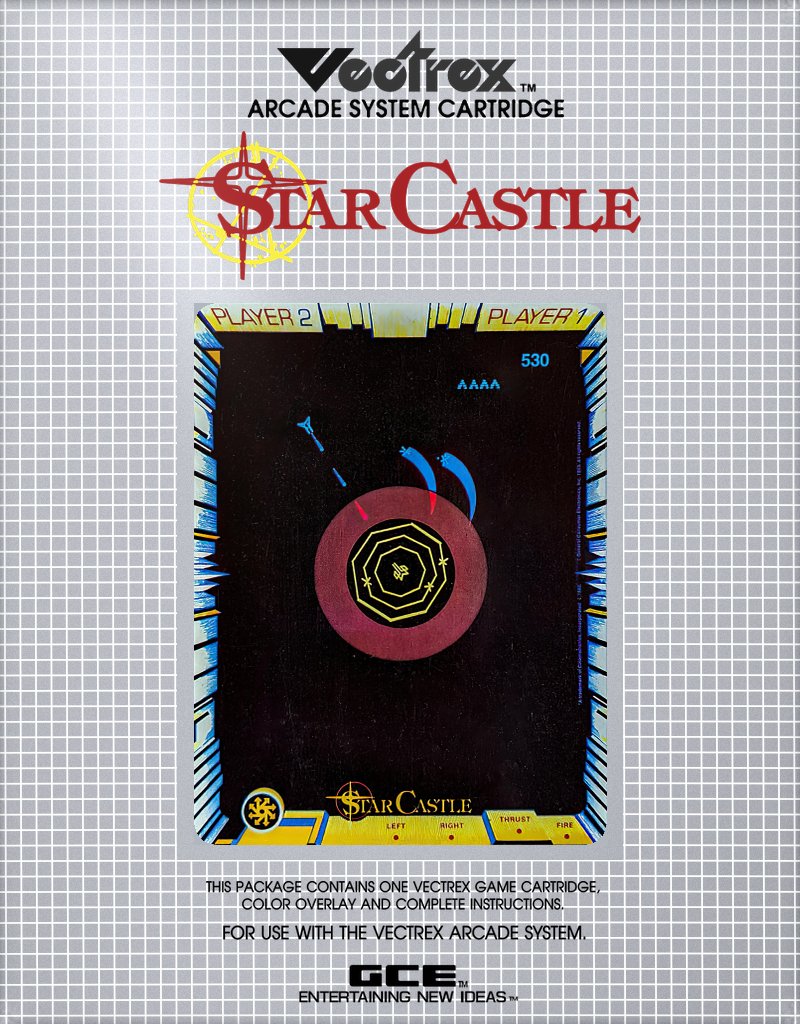 Vectrex™
ARCADE SYSTEM CARTRIDGE
STAR CASTLE
PLAYER 2
PLAYER 1
530
STAR CASTLE
LEFT
RIGHT
THRUST
FIRE
THIS PACKAGE CONTAINS ONE VECTREX GAME CARTRIDGE,
COLOR OVERLAY AND COMPLETE INSTRUCTIONS.
FOR USE WITH THE VECTREX ARCADE SYSTEM.
GCE™
ENTERTAINING NEW IDEAS™